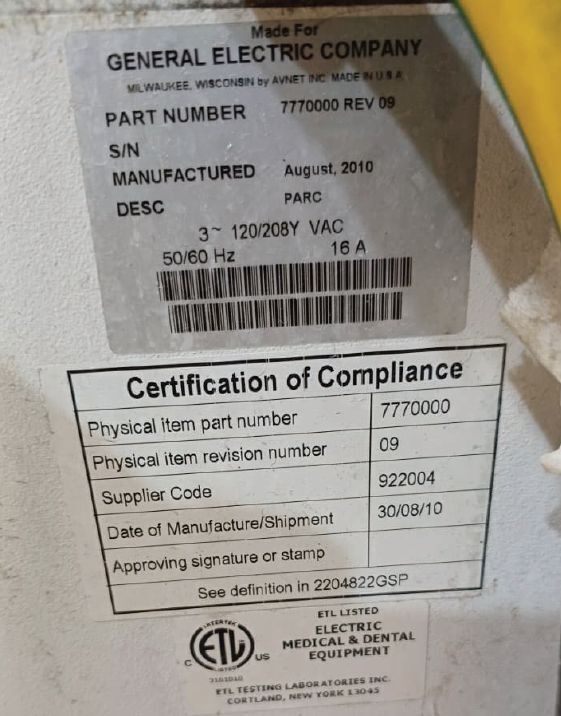 Made For
GENERAL ELECTRIC COMPANY
MILWAUKEE, WISCONSIN by AVNET INC MADE IN U.S.A.
PART NUMBER 7770000 REV 09
S/N
MANUFACTURED August, 2010
DESC PARC
3~ 120/208Y VAC
50/60 Hz 16 A
Certification of Compliance
Physical item part number 7770000
Physical item revision number 09
Supplier Code 922004
Date of Manufacture/Shipment 30/08/10
Approving signature or stamp
See definition in 2204822GSP
ETL LISTED
ELECTRIC
MEDICAL & DENTAL
EQUIPMENT
INTERTEK
C ETL US
LISTED
3181010
ETL TESTING LABORATORIES INC.
CORTLAND, NEW YORK 13045